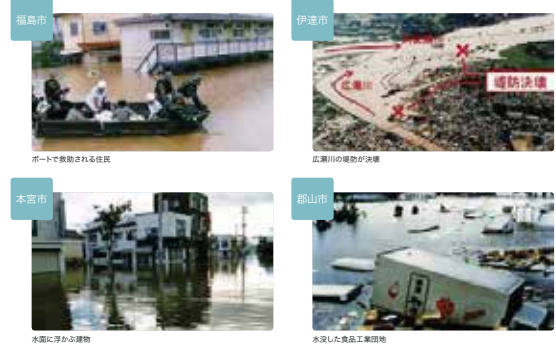 福島市
ボートで救助される住民
伊達市
広瀬川
堤防決壊
広瀬川の堤防が決壊
本宮市
水面に浮かぶ建物
郡山市
水没した食品工業団地